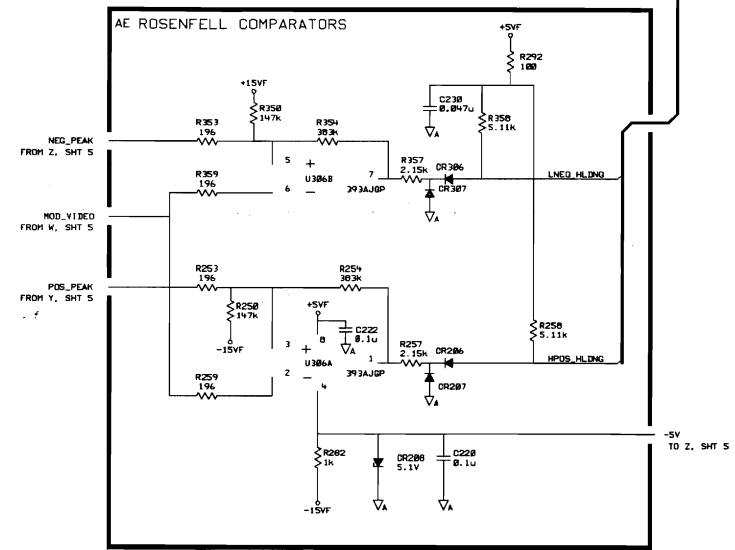 AE ROSENFELL COMPARATORS
+5VF
R292
100
+15VF
R350
147k
C230
0.047u
A
R358
5.11k
R353
196
R354
383k
NEG_PEAK
FROM Z, SHT 5
5
+
7
U306B
6
-
393AJGP
R357
2.15k
CR306
CR307
A
LNEG_HLDNG
R359
196
MOD_VIDEO
FROM W, SHT 5
R253
196
R254
383k
POS_PEAK
FROM Y, SHT 5
R250
147k
-15VF
+5VF
C222
0.1u
A
8
3
+
1
U306A
2
-
4
393AJGP
R257
2.15k
CR206
CR207
A
R258
5.11k
HPOS_HLDNG
R259
196
-5V
TO Z, SHT 5
R282
1k
-15VF
CR208
5.1V
A
C220
0.1u
A